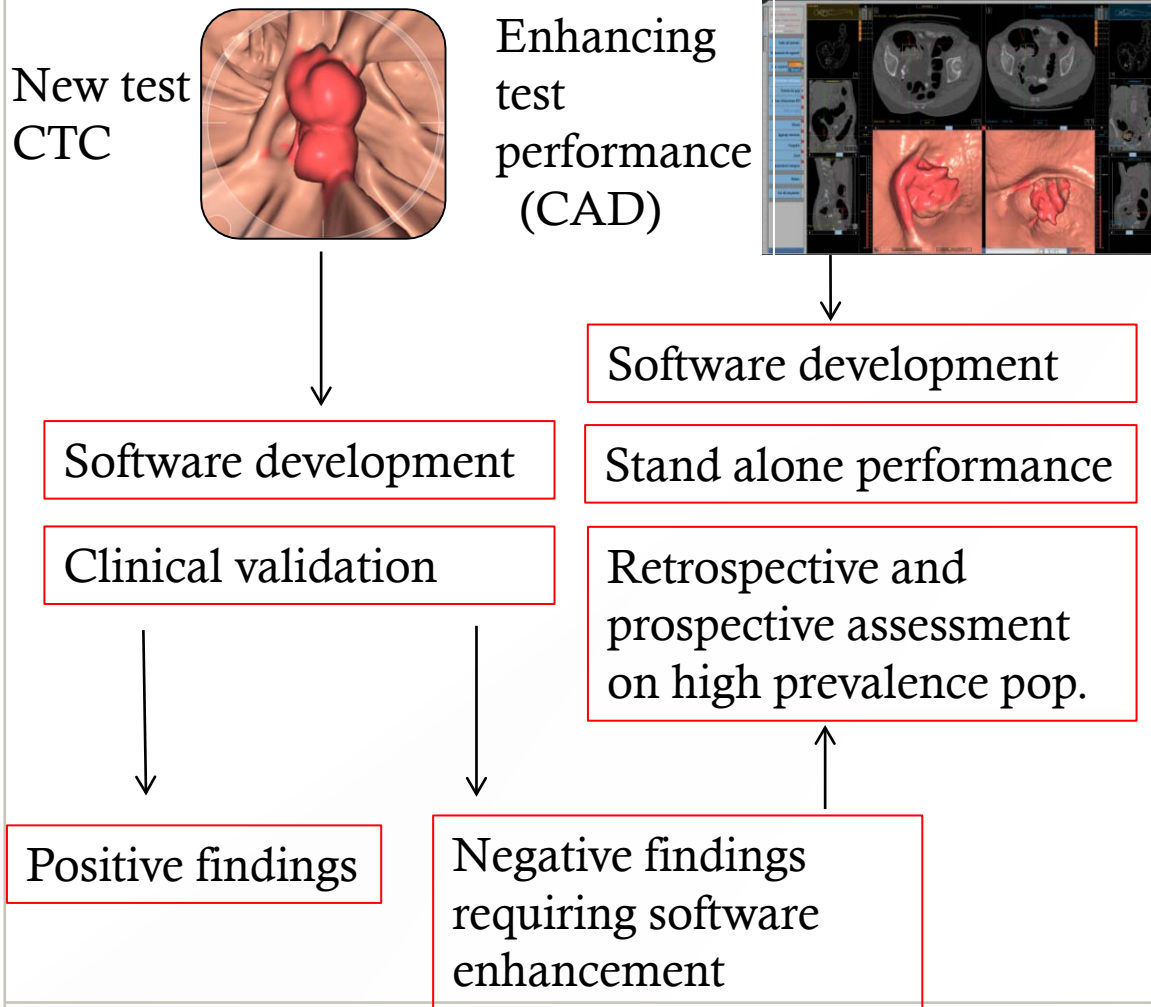 New test
CTC
Enhancing
test
performance
(CAD)
Software development
Clinical validation
Positive findings
Negative findings
requiring software
enhancement
Software development
Stand alone performance
Retrospective and
prospective assessment
on high prevalence pop.